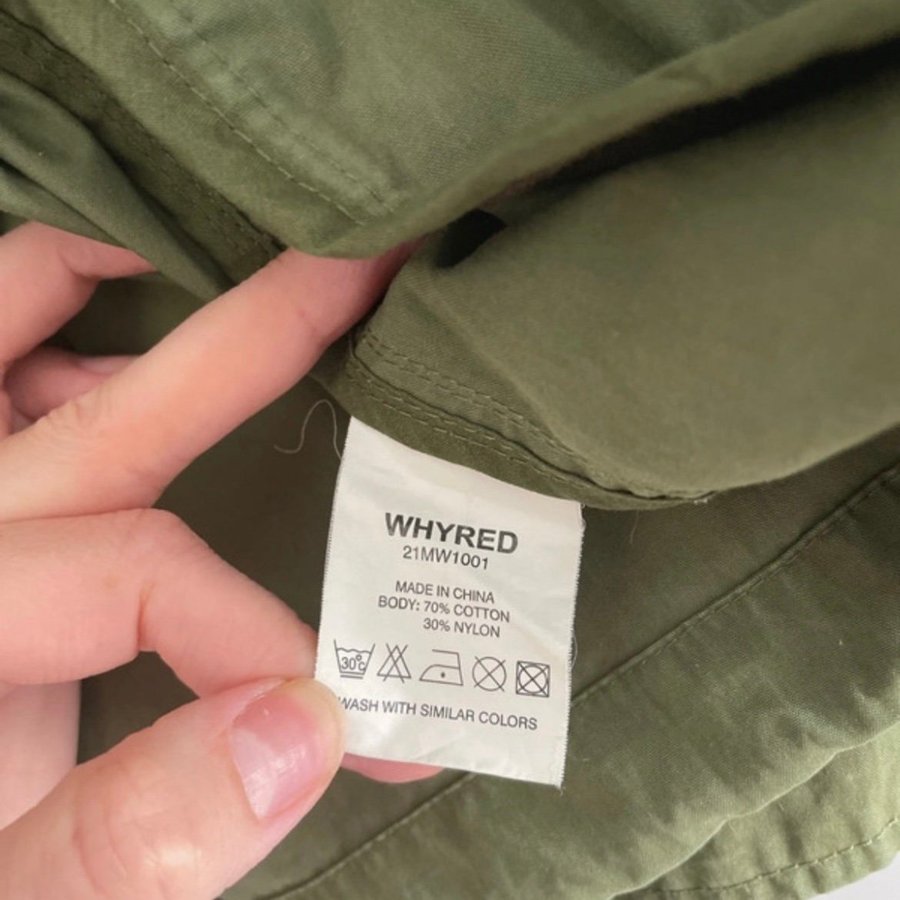 WHYRED
21MW1001
MADE IN CHINA
BODY: 70% COTTON
30% NYLON
30°C
WASH WITH SIMILAR COLORS